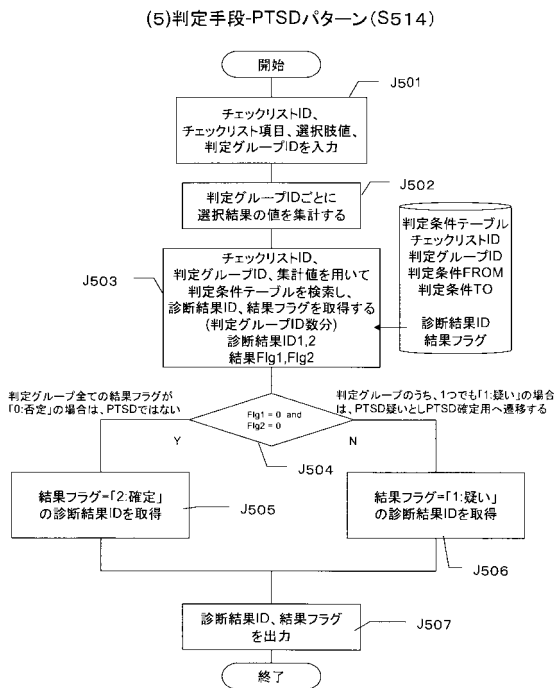 (5)判定手段-PTSDパターン(S514)
開始
J501
チェックリストID、
チェックリスト項目、選択肢値、
判定グループIDを入力
J502
判定グループIDごとに
選択結果の値を集計する
判定条件テーブル
チェックリストID
判定グループID
判定条件FROM
判定条件TO
診断結果ID
結果フラグ
J503
チェックリストID、
判定グループID、集計値を用いて
判定条件テーブルを検索し、
診断結果ID、結果フラグを取得する
(判定グループID数分)
診断結果ID1,2
結果Flg1,Flg2
判定グループ全ての結果フラグが
「0:否定」の場合は、PTSDではない
判定グループのうち、1つでも「1:疑い」の場合
は、PTSD疑いとしPTSD確定用へ遷移する
Flg1 = 0 and
Flg2 = 0
Y
N
J504
結果フラグ=「2:確定」
の診断結果IDを取得
J505
結果フラグ=「1:疑い」
の診断結果IDを取得
J506
診断結果ID、結果フラグ
を出力
J507
終了